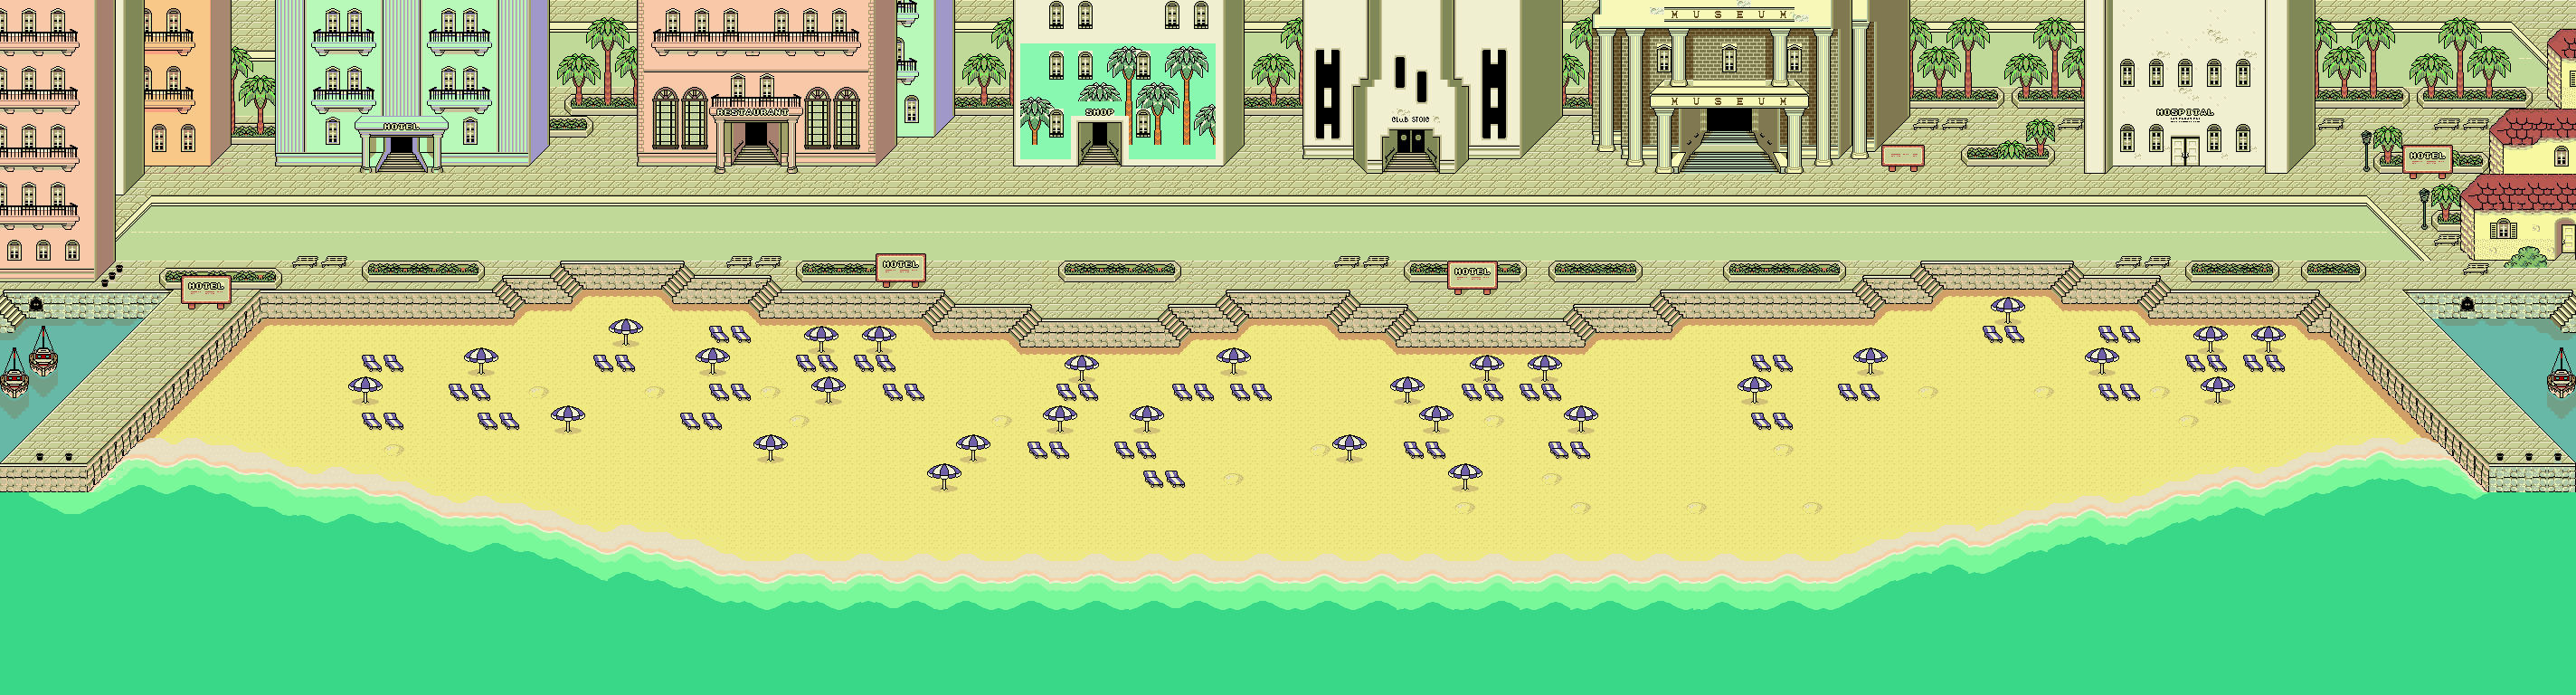 MUSEUM
MUSEUM
HOTEL
RESTAURANT
SHOP
CLUB STOIC
HOSPITAL
HOTEL
HOTEL
HOTEL
HOTEL